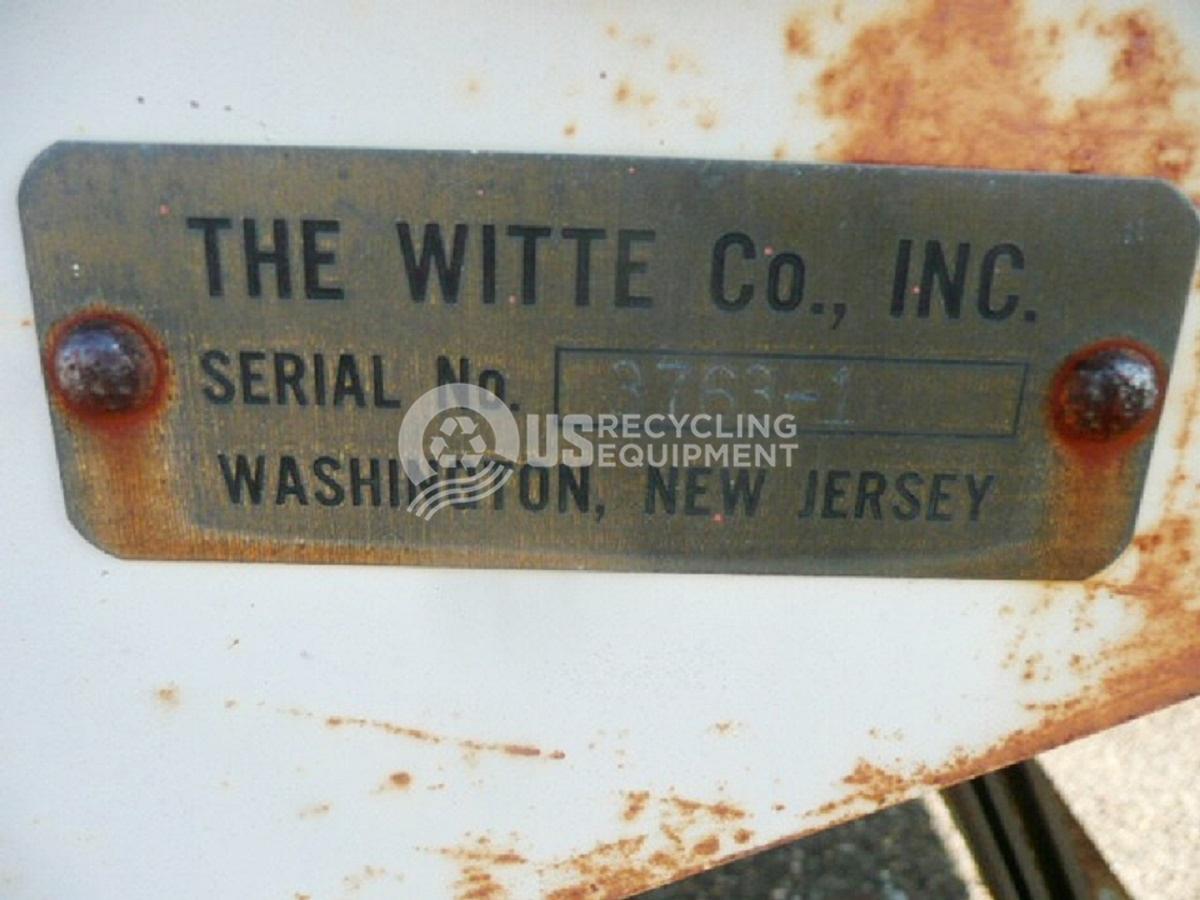 THE WITTE Co., INC.
SERIAL No. 3763-1
US RECYCLING
EQUIPMENT
WASHINGTON, NEW JERSEY